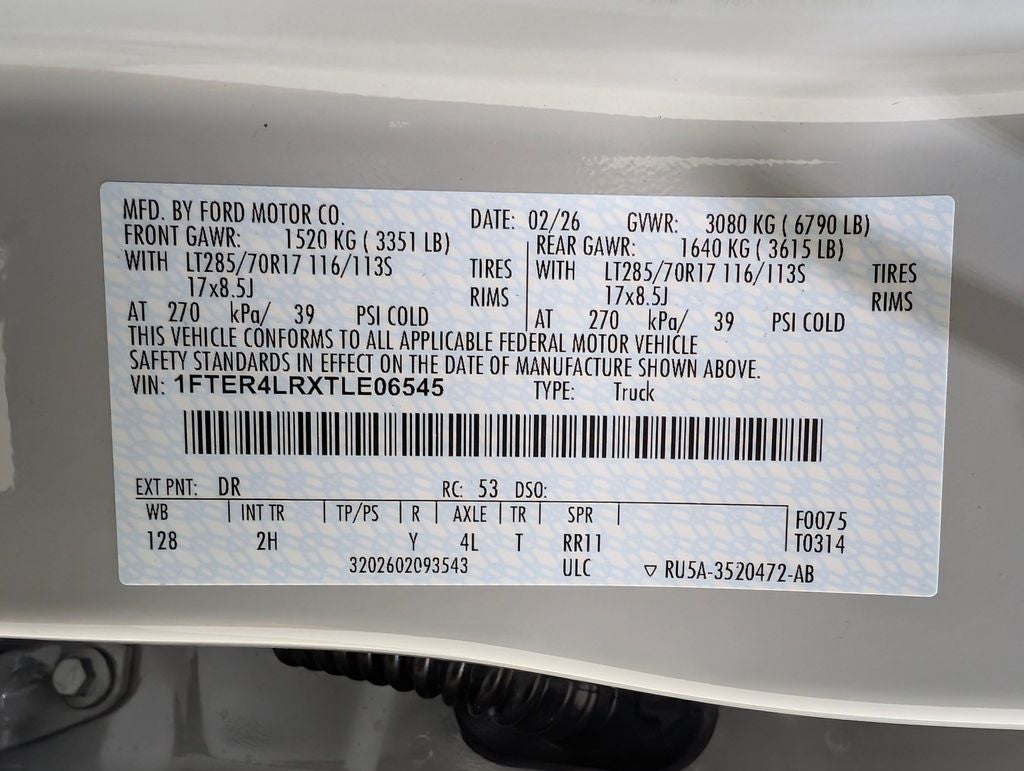 MFD. BY FORD MOTOR CO. DATE: 02/26 GVWR: 3080 KG ( 6790 LB)
FRONT GAWR: 1520 KG ( 3351 LB) REAR GAWR: 1640 KG ( 3615 LB)
WITH LT285/70R17 116/113S TIRES WITH LT285/70R17 116/113S TIRES
17x8.5J RIMS 17x8.5J RIMS
AT 270 kPa/ 39 PSI COLD AT 270 kPa/ 39 PSI COLD
THIS VEHICLE CONFORMS TO ALL APPLICABLE FEDERAL MOTOR VEHICLE
SAFETY STANDARDS IN EFFECT ON THE DATE OF MANUFACTURE SHOWN ABOVE.
VIN: 1FTER4LRXTLE06545 TYPE: Truck
EXT PNT: DR RC: 53 DSO:
WB INT TR TP/PS R AXLE TR SPR F0075
128 2H Y 4L T RR11 T0314
3202602093543 ULC ▽ RU5A-3520472-AB